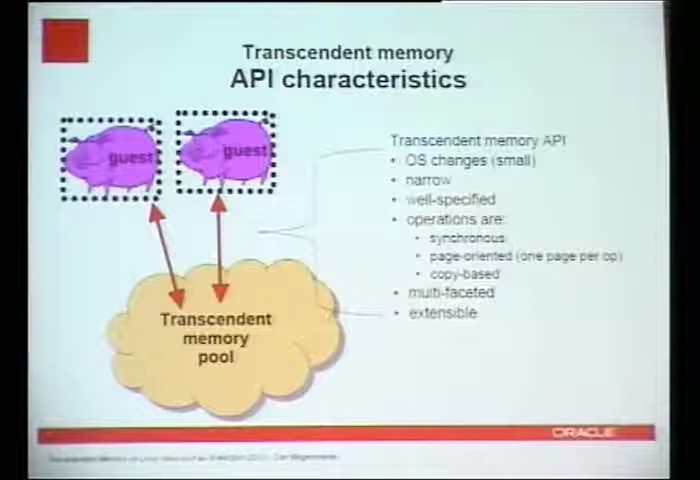 Transcendent memory
API characteristics
guest
guest
Transcendent memory API
• OS changes (small)
• narrow
• well-specified
• operations are:
• synchronous
• page-oriented (one page per op)
• copy-based
• multi-faceted
• extensible
Transcendent
memory
pool
ORACLE